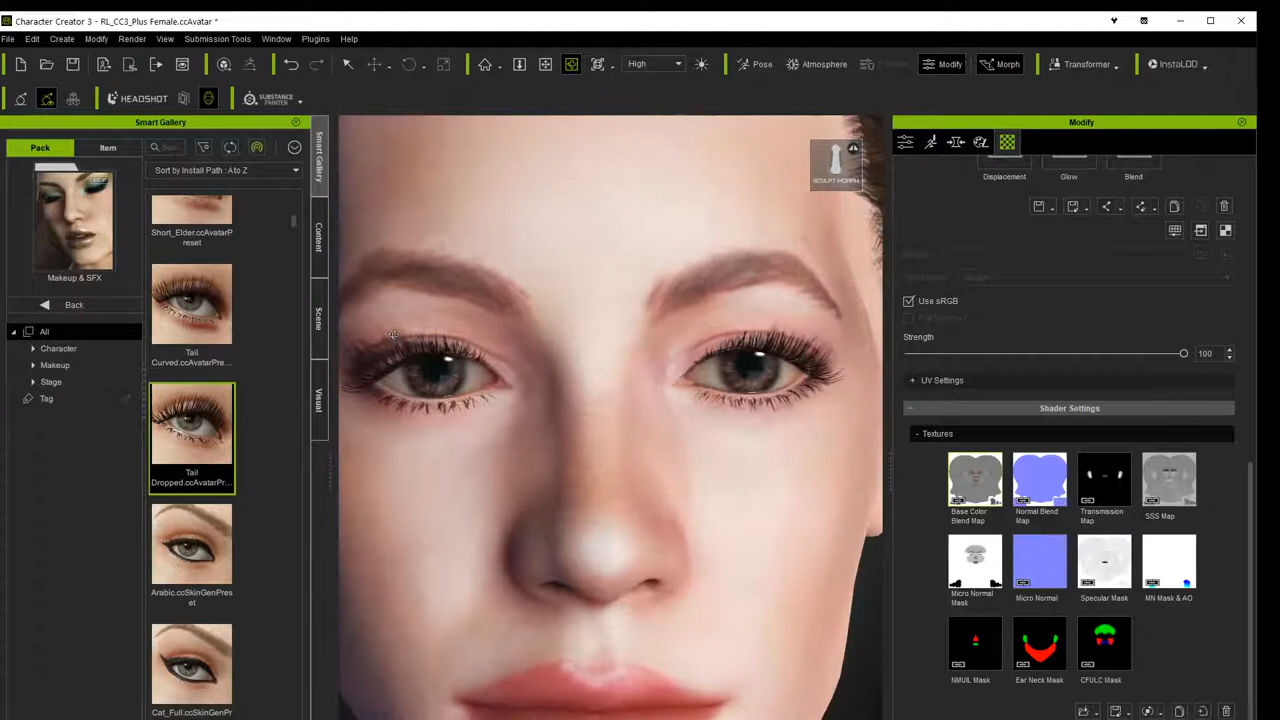 Character Creator 3 - RL_CC3_Plus Female.ccAvatar *
File Edit Create Modify Render View Submission Tools Window Plugins Help
High Pose Atmosphere Modify Morph Transformer InstaLOD
HEADSHOT SUBSTANCE PAINTER
Smart Gallery
Modify
Pack Item
Sort by Install Path : A to Z
Makeup & SFX
Back
All
Character
Makeup
Stage
Tag
Short_Elder.ccAvatarP
reset
Tail
Curved.ccAvatarPre...
Tail
Dropped.ccAvatarPr...
Arabic.ccSkinGenPres
et
Cat_Full.ccSkinGenPr
Smart Gallery
Content
Scene
Visual
SCULPT MORPH
Displacement Glow Blend
Use sRGB
Strength
100
+ UV Settings
Shader Settings
- Textures
Base Color
Blend Map
Normal Blend
Map
Transmission
Map
SSS Map
Micro Normal
Mask
Micro Normal
Specular Mask
MN Mask & AO
NMUIL Mask
Ear Neck Mask
CFULC Mask